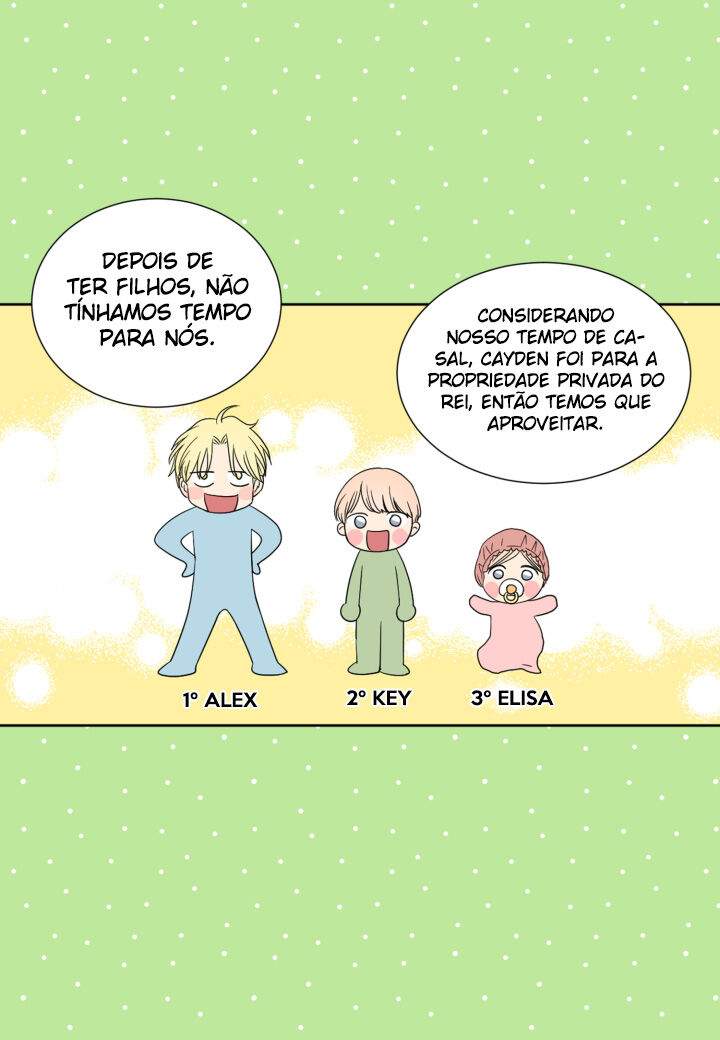 DEPOIS DE
TER FILHOS, NÃO
TÍNHAMOS TEMPO
PARA NÓS.
CONSIDERANDO
NOSSO TEMPO DE CA-
SAL, CAYDEN FOI PARA A
PROPRIEDADE PRIVADA DO
REI, ENTÃO TEMOS QUE
APROVEITAR.
1º ALEX
2º KEY
3º ELISA